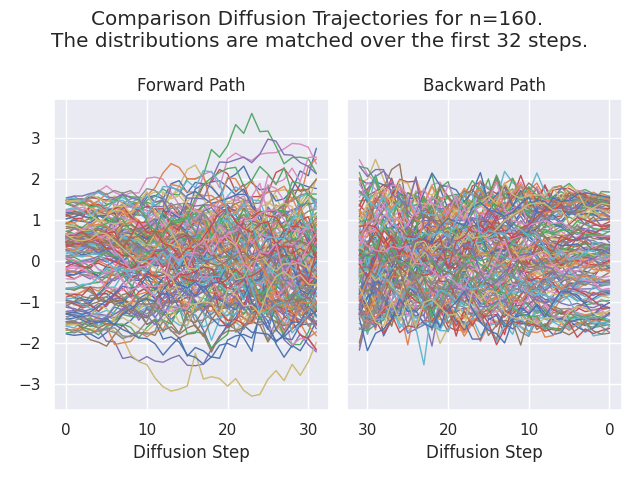 Comparison Diffusion Trajectories for n=160.
The distributions are matched over the first 32 steps.
Forward Path
Backward Path
3
2
1
0
−1
−2
−3
0 10 20 30
30 20 10 0
Diffusion Step
Diffusion Step